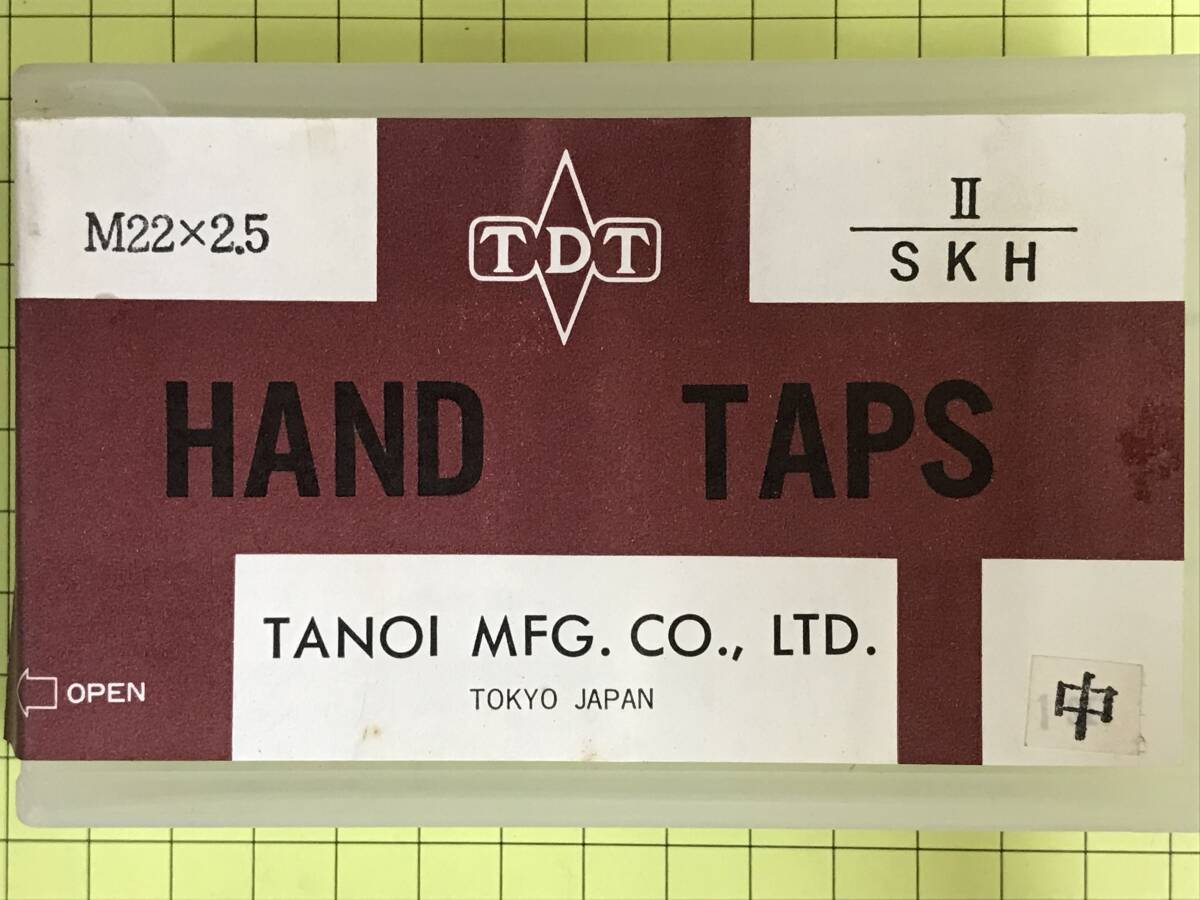 M22×2.5
TDT
II
SKH
HAND TAPS
TANOI MFG. CO., LTD.
TOKYO JAPAN
OPEN
中